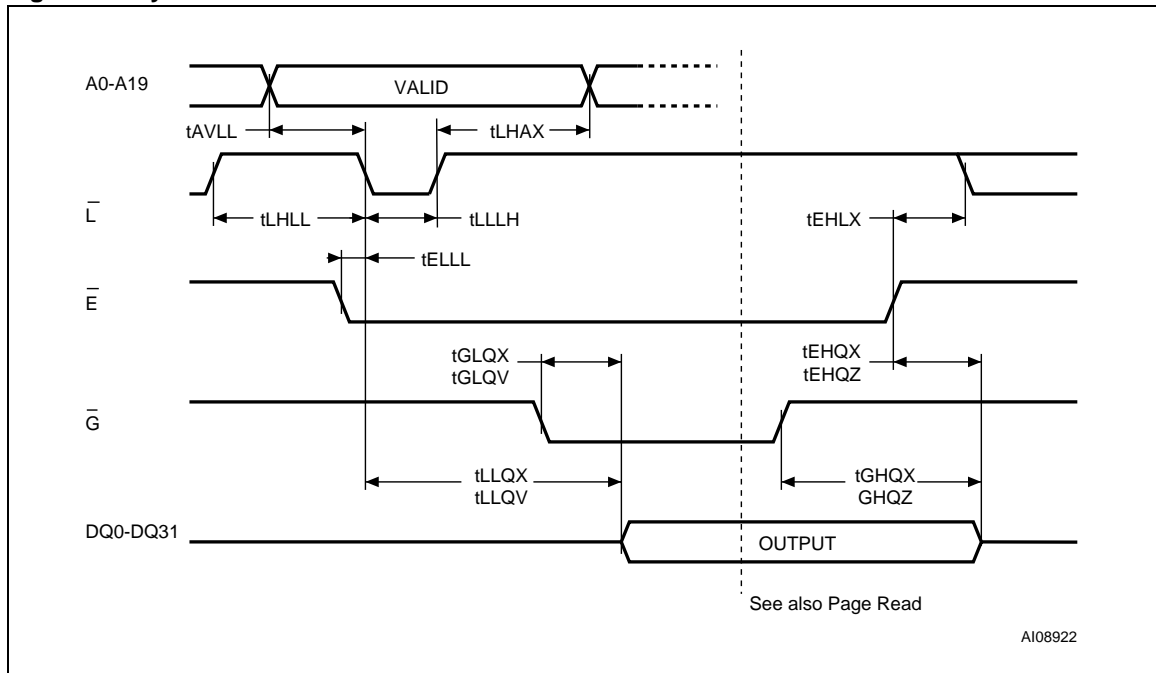 A0-A19
VALID
tAVLL
tLHAX
L
tLHLL
tLLLH
tEHLX
tELLL
E
tGLQX
tGLQV
tEHQX
tEHQZ
G
tLLQX
tLLQV
tGHQX
GHQZ
DQ0-DQ31
OUTPUT
See also Page Read
AI08922